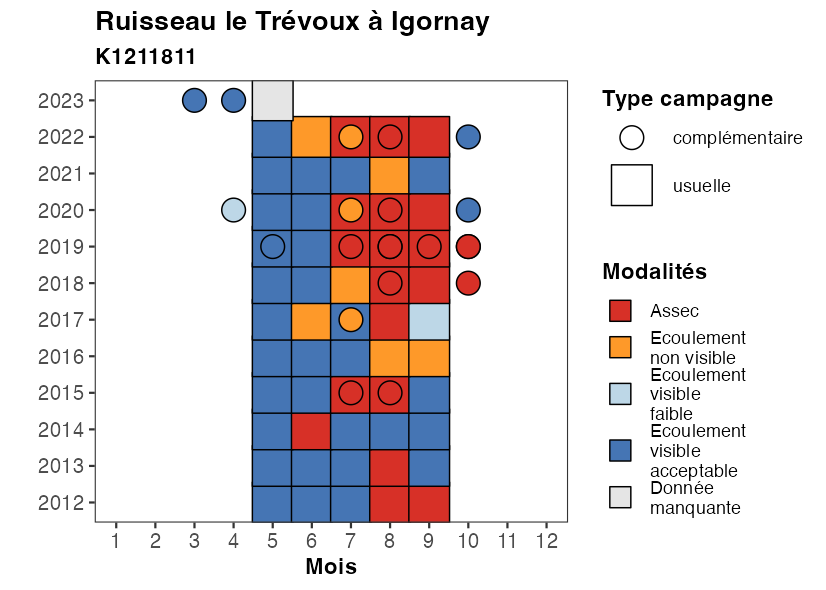 Ruisseau le Trévoux à Igornay
K1211811
2023
2022
2021
2020
2019
2018
2017
2016
2015
2014
2013
2012
1 2 3 4 5 6 7 8 9 10 11 12
Mois
Type campagne
complémentaire
usuelle
Modalités
Assec
Ecoulement
non visible
Ecoulement
visible
faible
Ecoulement
visible
acceptable
Donnée
manquante